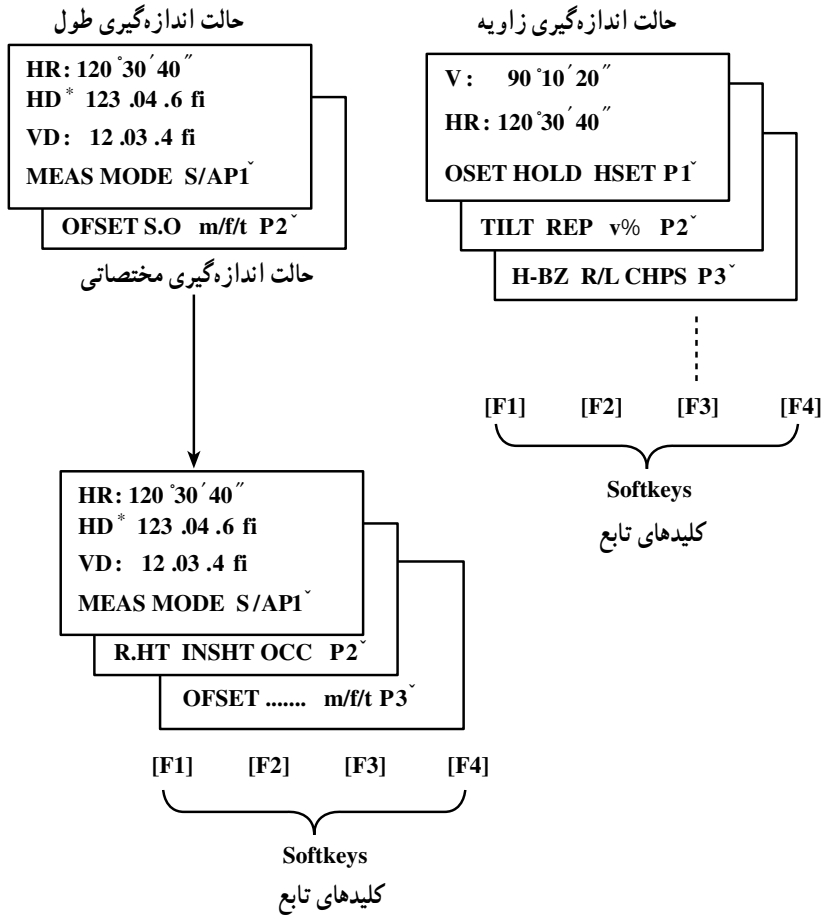 حالت اندازه‌گیری طول
HR: 120 °30′40″
HD* 123 .04 .6 fi
VD: 12 .03 .4 fi
MEAS MODE S/AP1ˇ
OFSET S.O m/f/t P2ˇ
حالت اندازه‌گیری زاویه
V: 90 °10′20″
HR: 120 °30′40″
OSET HOLD HSET P1ˇ
TILT REP v% P2ˇ
H-BZ R/L CHPS P3ˇ
[F1] [F2] [F3] [F4]
Softkeys
کلیدهای تابع
حالت اندازه‌گیری مختصاتی
HR: 120 °30′40″
HD* 123 .04 .6 fi
VD: 12 .03 .4 fi
MEAS MODE S/AP1ˇ
R.HT INSHT OCC P2ˇ
OFSET ....... m/f/t P3ˇ
[F1] [F2] [F3] [F4]
Softkeys
کلیدهای تابع